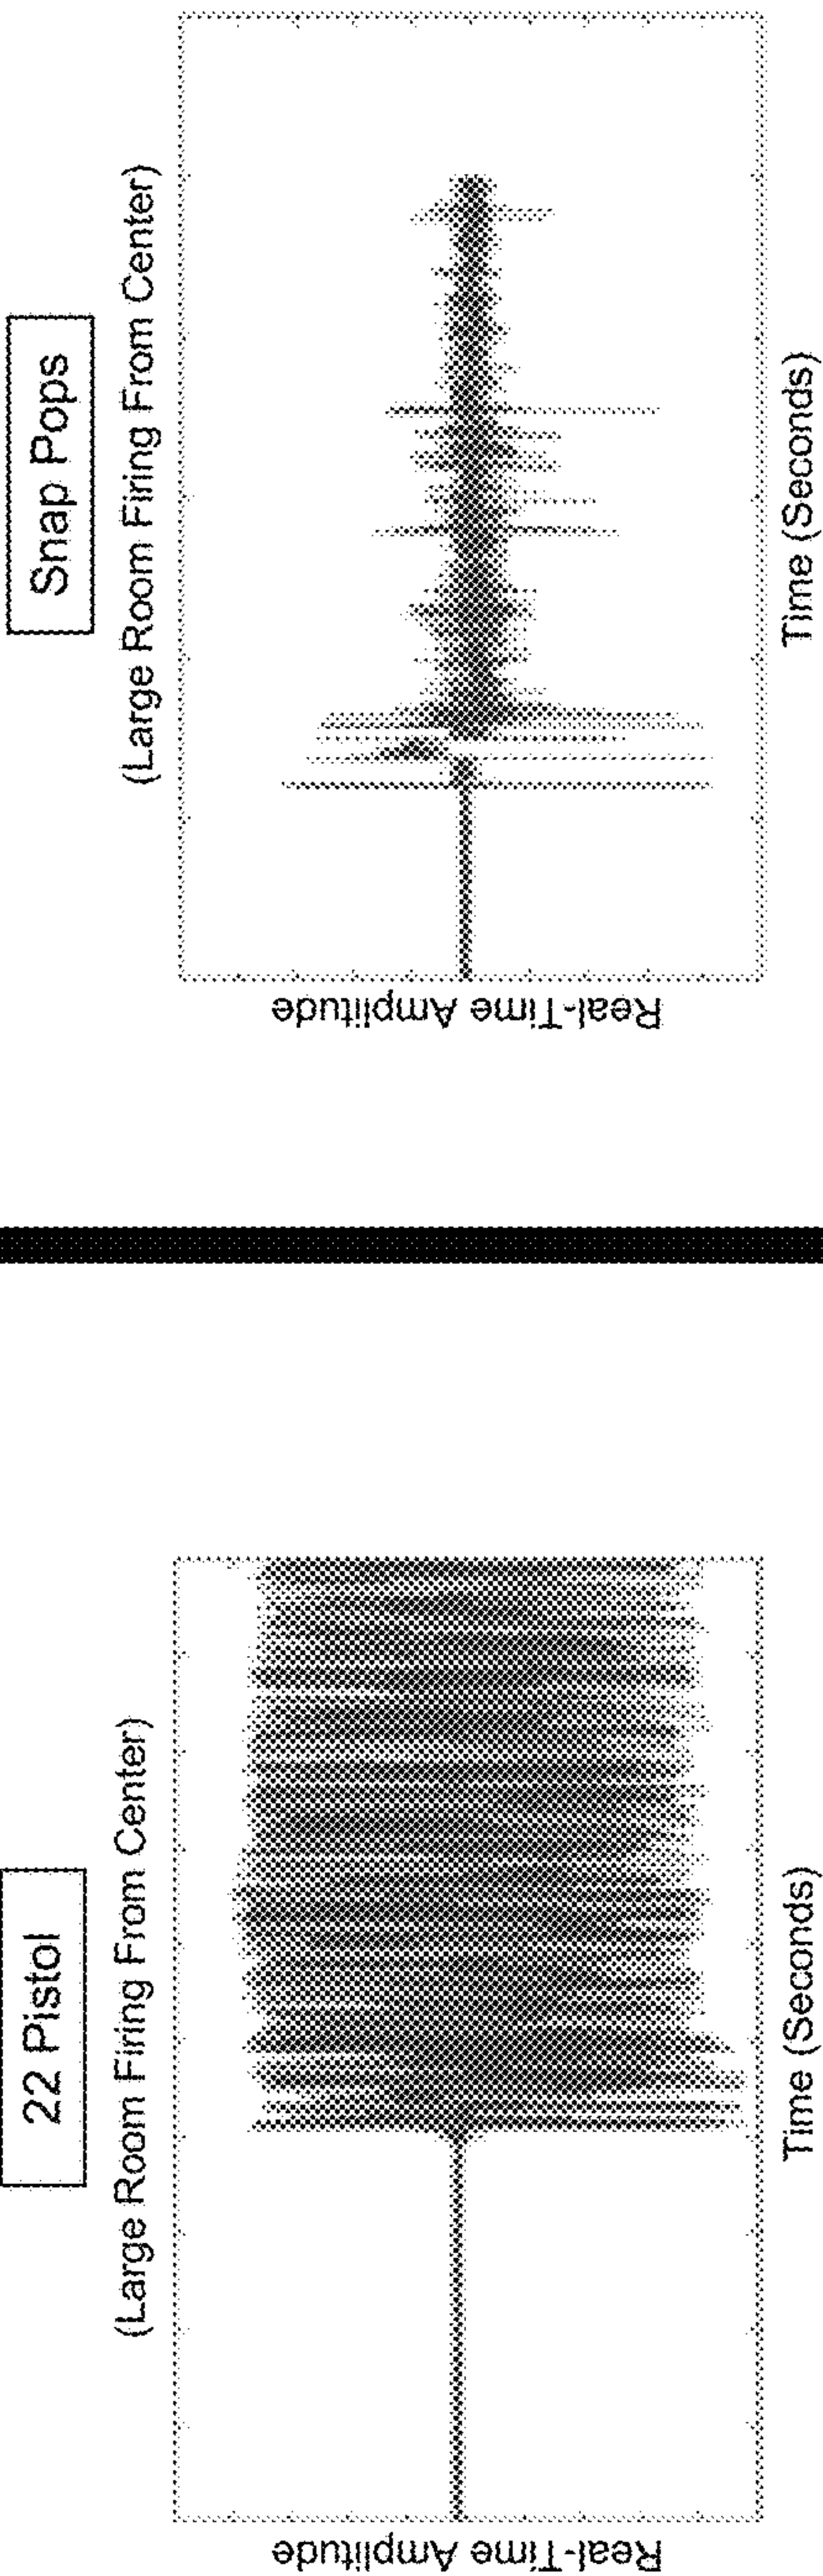 22 Pistol
(Large Room Firing From Center)
Real-Time Amplitude
Time (Seconds)
Snap Pops
(Large Room Firing From Center)
Real-Time Amplitude
Time (Seconds)